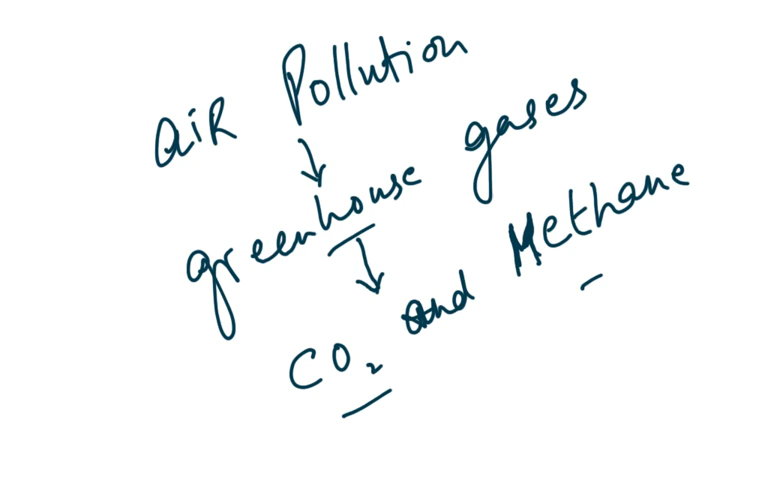 AiR Pollution
↓
greenhouse gases
↓
CO₂ and Methane